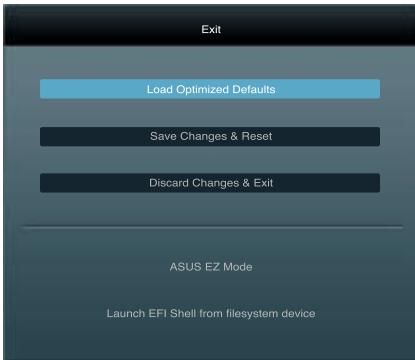 Exit
Load Optimized Defaults
Save Changes & Reset
Discard Changes & Exit
ASUS EZ Mode
Launch EFI Shell from filesystem device